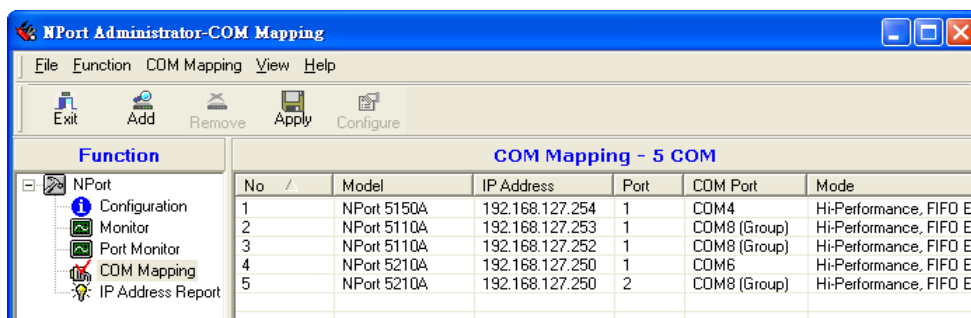 NPort Administrator-COM Mapping
File Function COM Mapping View Help
Exit Add Remove Apply Configure
Function
COM Mapping - 5 COM
NPort
Configuration
Monitor
Port Monitor
COM Mapping
IP Address Report
No Model IP Address Port COM Port Mode
1 NPort 5150A 192.168.127.254 1 COM4 Hi-Performance, FIFO E
2 NPort 5110A 192.168.127.253 1 COM8 (Group) Hi-Performance, FIFO E
3 NPort 5110A 192.168.127.252 1 COM8 (Group) Hi-Performance, FIFO E
4 NPort 5210A 192.168.127.250 1 COM6 Hi-Performance, FIFO E
5 NPort 5210A 192.168.127.250 2 COM8 (Group) Hi-Performance, FIFO E